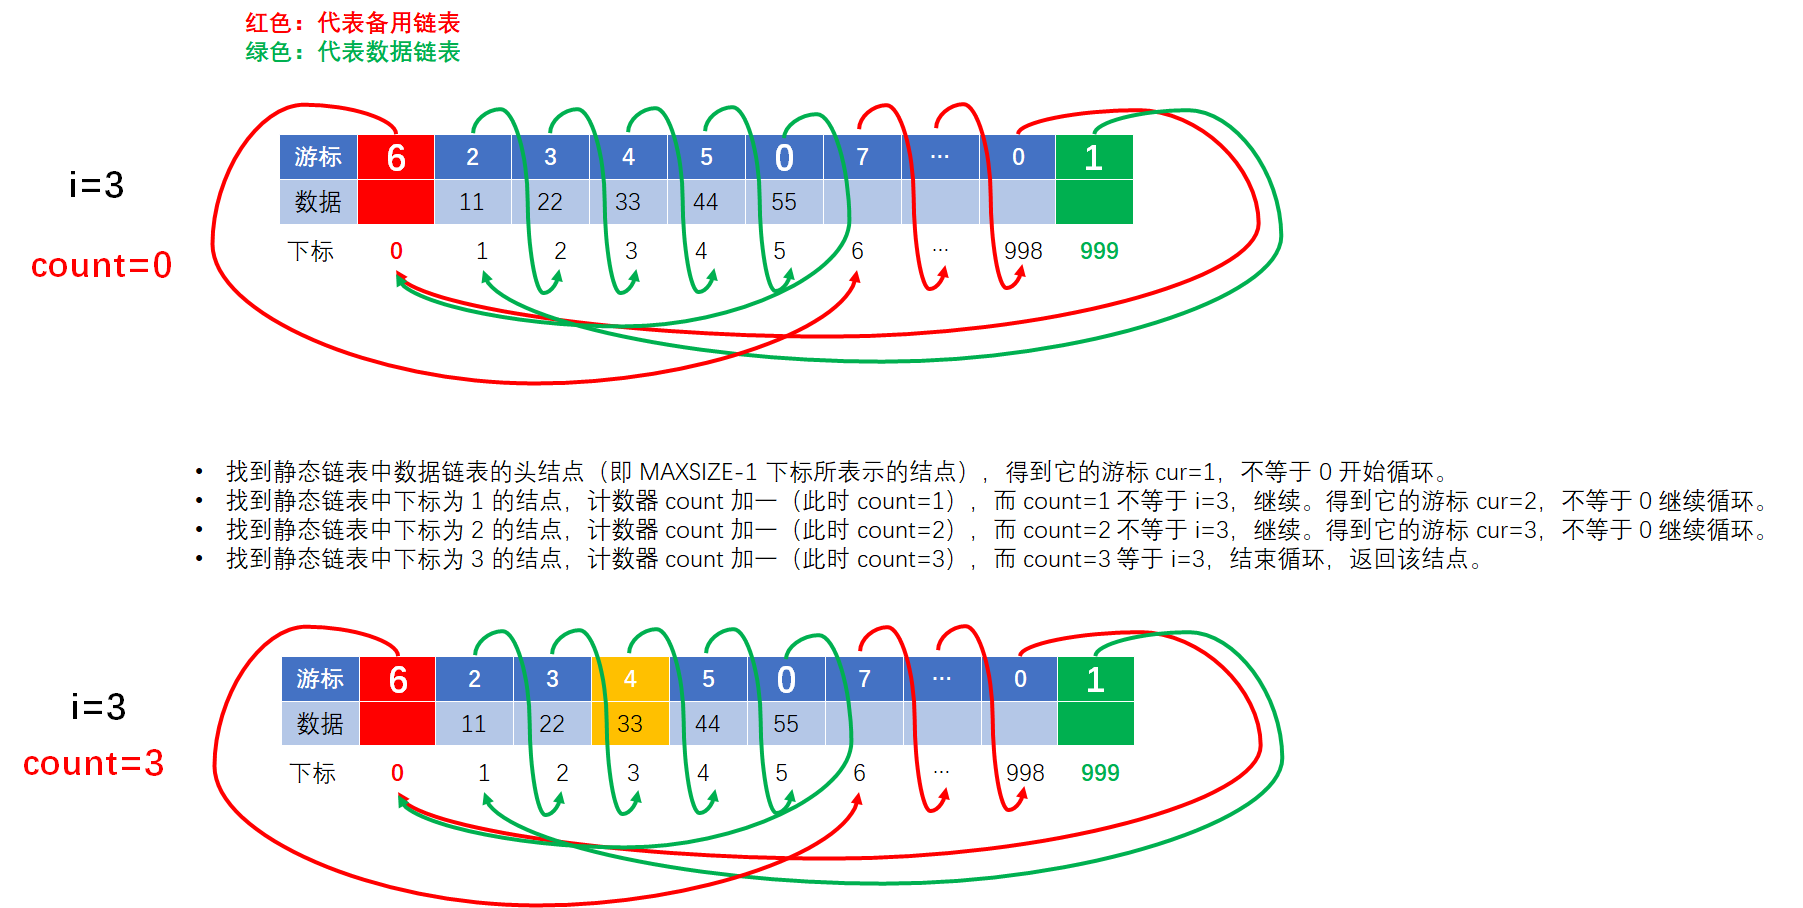 红色：代表备用链表
绿色：代表数据链表
i=3
count=0
游标 6 2 3 4 5 0 7 ... 0 1
数据 11 22 33 44 55
下标 0 1 2 3 4 5 6 ... 998 999
• 找到静态链表中数据链表的头结点（即 MAXSIZE-1 下标所表示的结点），得到它的游标 cur=1，不等于 0 开始循环。
• 找到静态链表中下标为 1 的结点，计数器 count 加一（此时 count=1），而 count=1 不等于 i=3，继续。得到它的游标 cur=2，不等于 0 继续循环。
• 找到静态链表中下标为 2 的结点，计数器 count 加一（此时 count=2），而 count=2 不等于 i=3，继续。得到它的游标 cur=3，不等于 0 继续循环。
• 找到静态链表中下标为 3 的结点，计数器 count 加一（此时 count=3），而 count=3 等于 i=3，结束循环，返回该结点。
i=3
count=3
游标 6 2 3 4 5 0 7 ... 0 1
数据 11 22 33 44 55
下标 0 1 2 3 4 5 6 ... 998 999